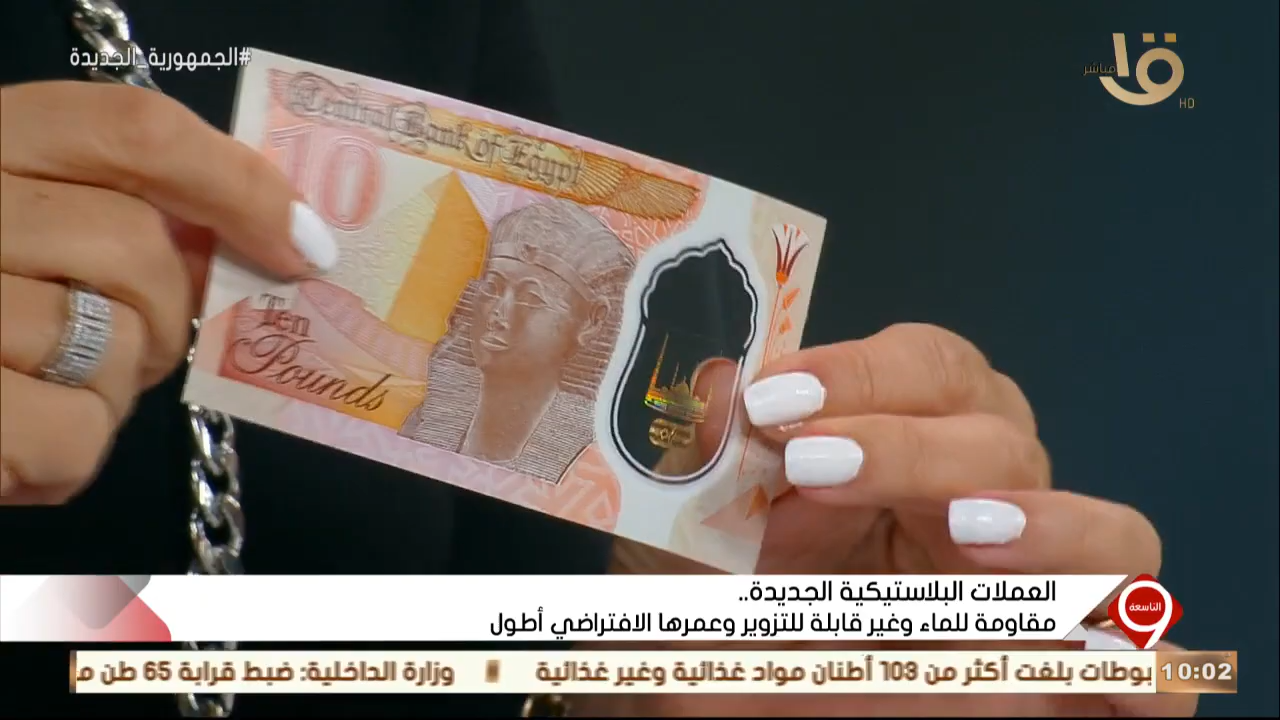 #الجمهورية_الجديدة
مباشر
HD
Central Bank of Egypt
10
Ten
Pounds
العملات البلاستيكية الجديدة..
مقاومة للماء وغير قابلة للتزوير وعمرها الافتراضي أطول
التاسعة
9
بوطات بلغت أكثر من 103 أطنان مواد غذائية وغير غذائية
وزارة الداخلية: ضبط قرابة 65 طن م
10:02